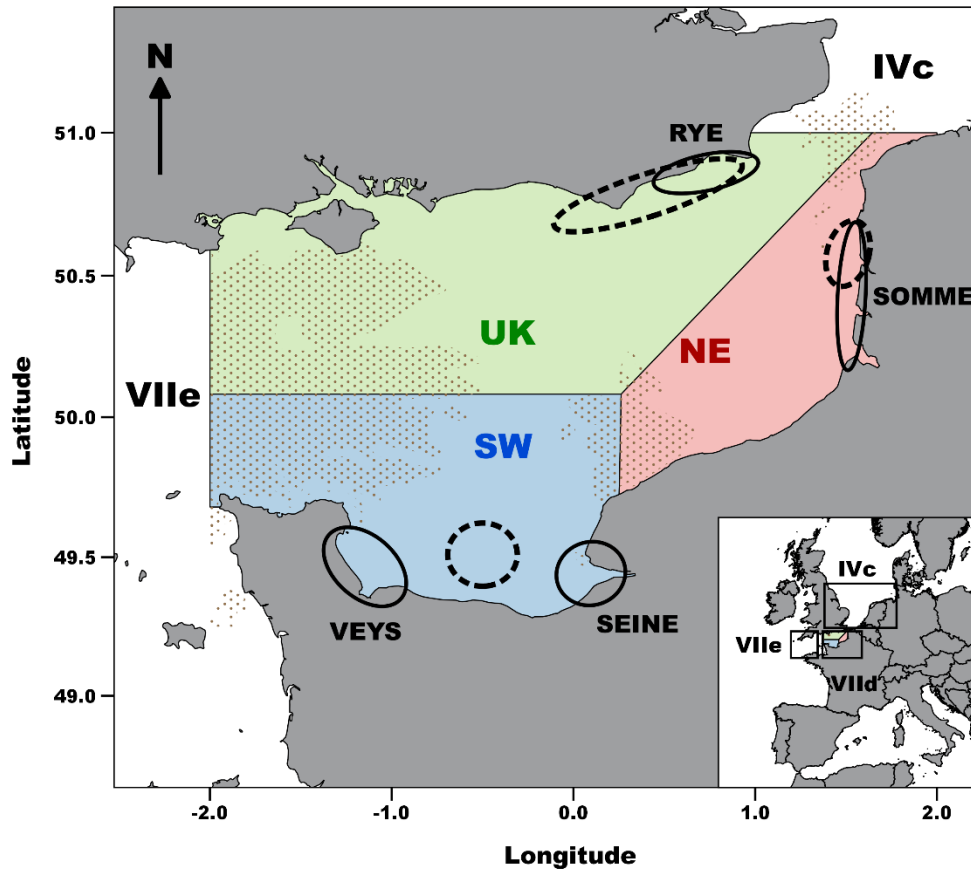 N
IVc
51.0
RYE
50.5
SOMME
UK
NE
VIIe
50.0
SW
Latitude
49.5
VEYS
SEINE
49.0
IVc
VIIe
VIId
-2.0
-1.0
0.0
1.0
2.0
Longitude